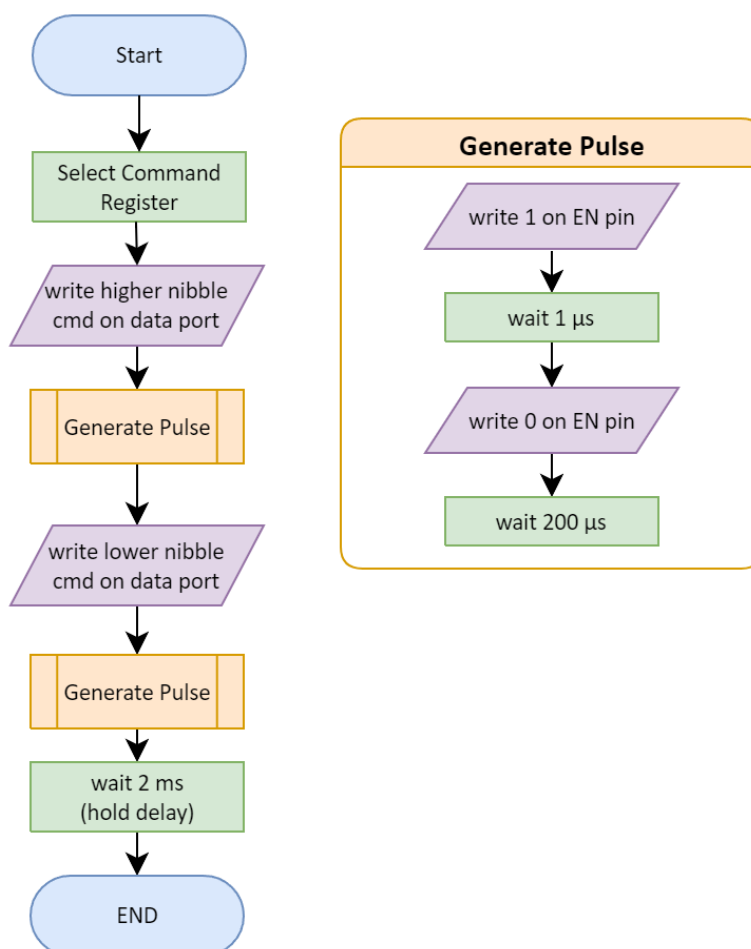 Start
Select Command
Register
write higher nibble
cmd on data port
Generate Pulse
write lower nibble
cmd on data port
Generate Pulse
wait 2 ms
(hold delay)
END
Generate Pulse
write 1 on EN pin
wait 1 µs
write 0 on EN pin
wait 200 µs